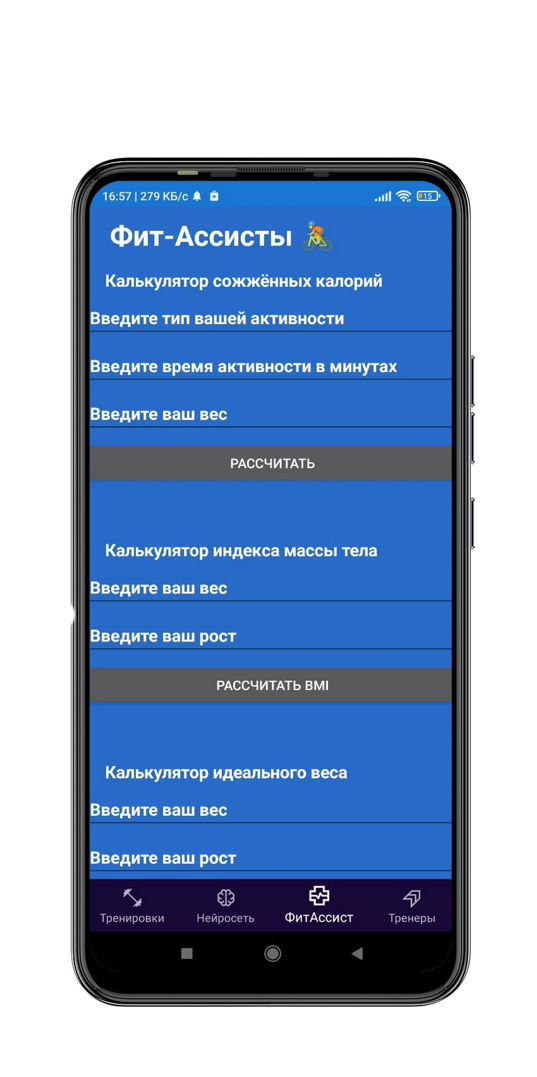 16:57 | 279 КБ/с
15
Фит-Ассисты 🚴
Калькулятор сожжённых калорий
Введите тип вашей активности
Введите время активности в минутах
Введите ваш вес
РАССЧИТАТЬ
Калькулятор индекса массы тела
Введите ваш вес
Введите ваш рост
РАССЧИТАТЬ BMI
Калькулятор идеального веса
Введите ваш вес
Введите ваш рост
Тренировки Нейросеть ФитАссист Тренеры